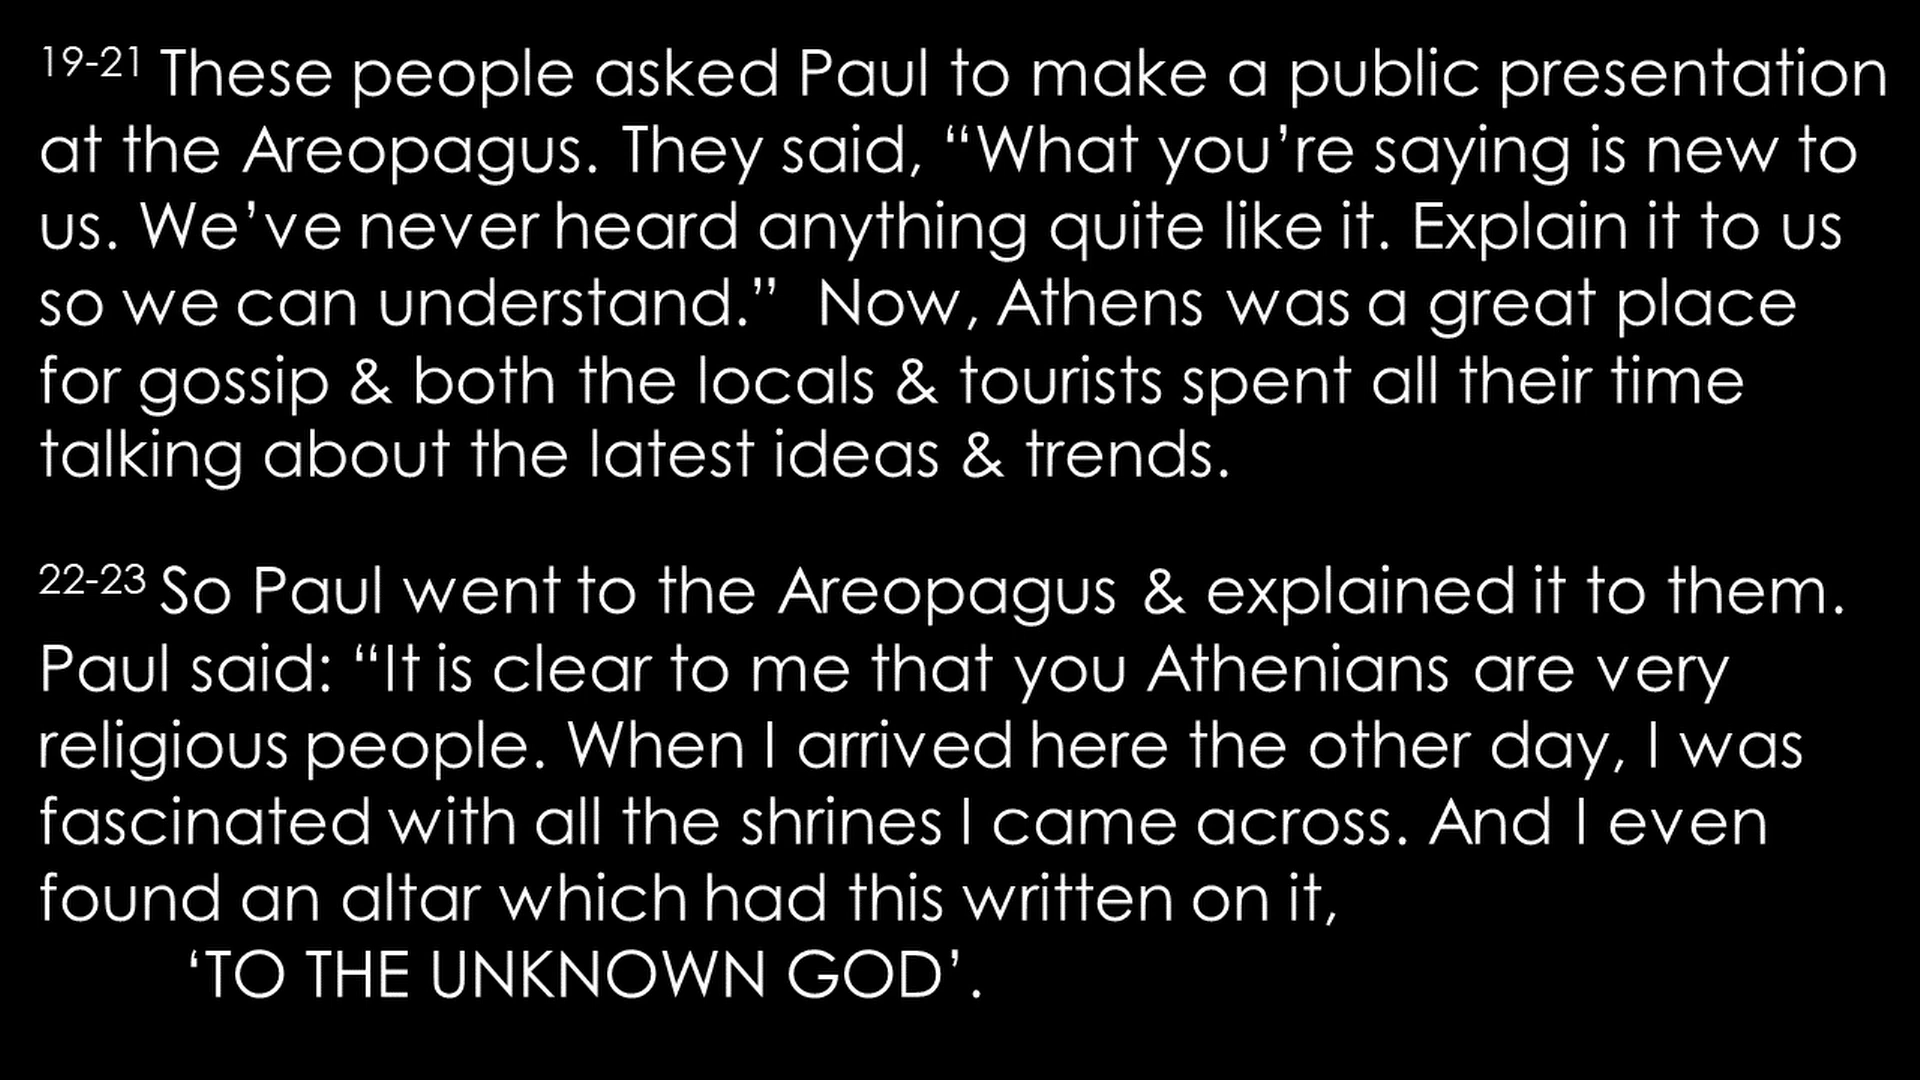 19-21 These people asked Paul to make a public presentation
at the Areopagus. They said, “What you’re saying is new to
us. We’ve never heard anything quite like it. Explain it to us
so we can understand.”  Now, Athens was a great place
for gossip & both the locals & tourists spent all their time
talking about the latest ideas & trends.
22-23 So Paul went to the Areopagus & explained it to them.
Paul said: “It is clear to me that you Athenians are very
religious people. When I arrived here the other day, I was
fascinated with all the shrines I came across. And I even
found an altar which had this written on it,
‘TO THE UNKNOWN GOD’.